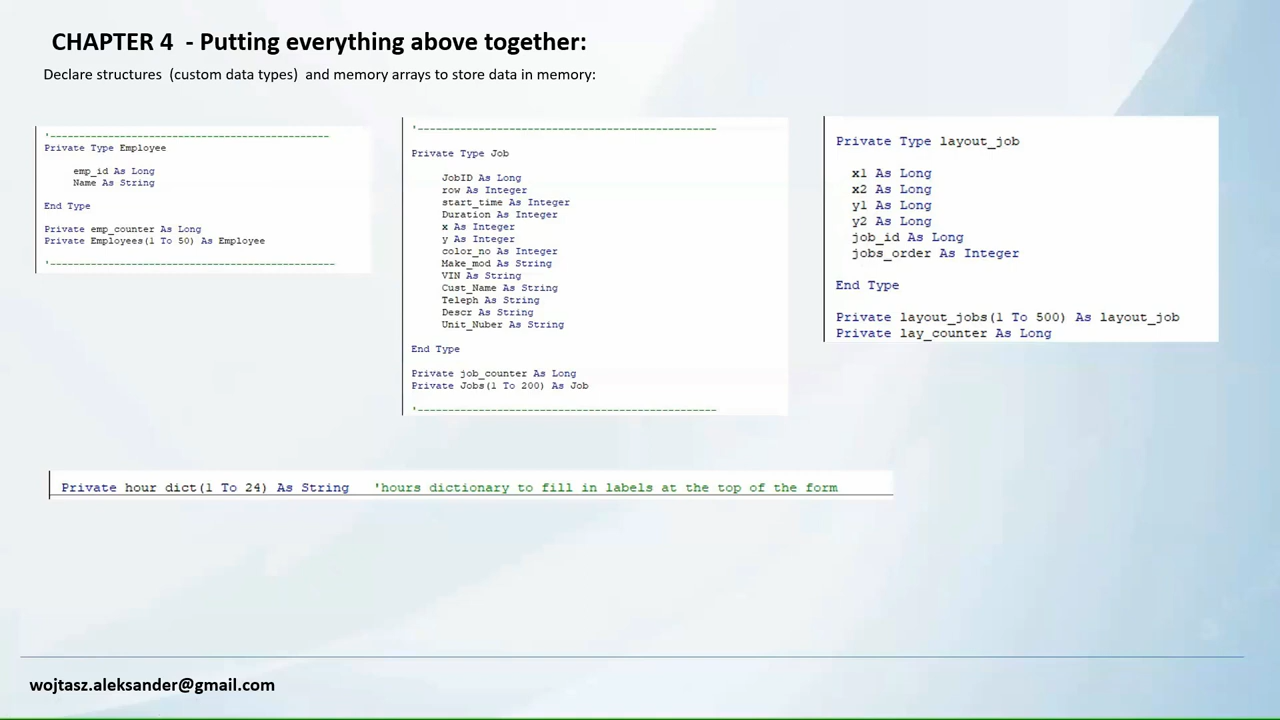 CHAPTER 4 - Putting everything above together:
Declare structures (custom data types) and memory arrays to store data in memory:
'------------------------------------------------
Private Type Employee
emp_id As Long
Name As String
End Type
Private emp_counter As Long
Private Employees(1 To 50) As Employee
'-------------------------------------------------
'-------------------------------------------------
Private Type Job
JobID As Long
row As Integer
start_time As Integer
Duration As Integer
x As Integer
y As Integer
color_no As Integer
Make_mod As String
VIN As String
Cust_Name As String
Teleph As String
Descr As String
Unit_Nuber As String
End Type
Private job_counter As Long
Private Jobs(1 To 200) As Job
'-------------------------------------------------
Private Type layout_job
x1 As Long
x2 As Long
y1 As Long
y2 As Long
job_id As Long
jobs_order As Integer
End Type
Private layout_jobs(1 To 500) As layout_job
Private lay_counter As Long
Private hour dict(1 To 24) As String 'hours dictionary to fill in labels at the top of the form
wojtasz.aleksander@gmail.com